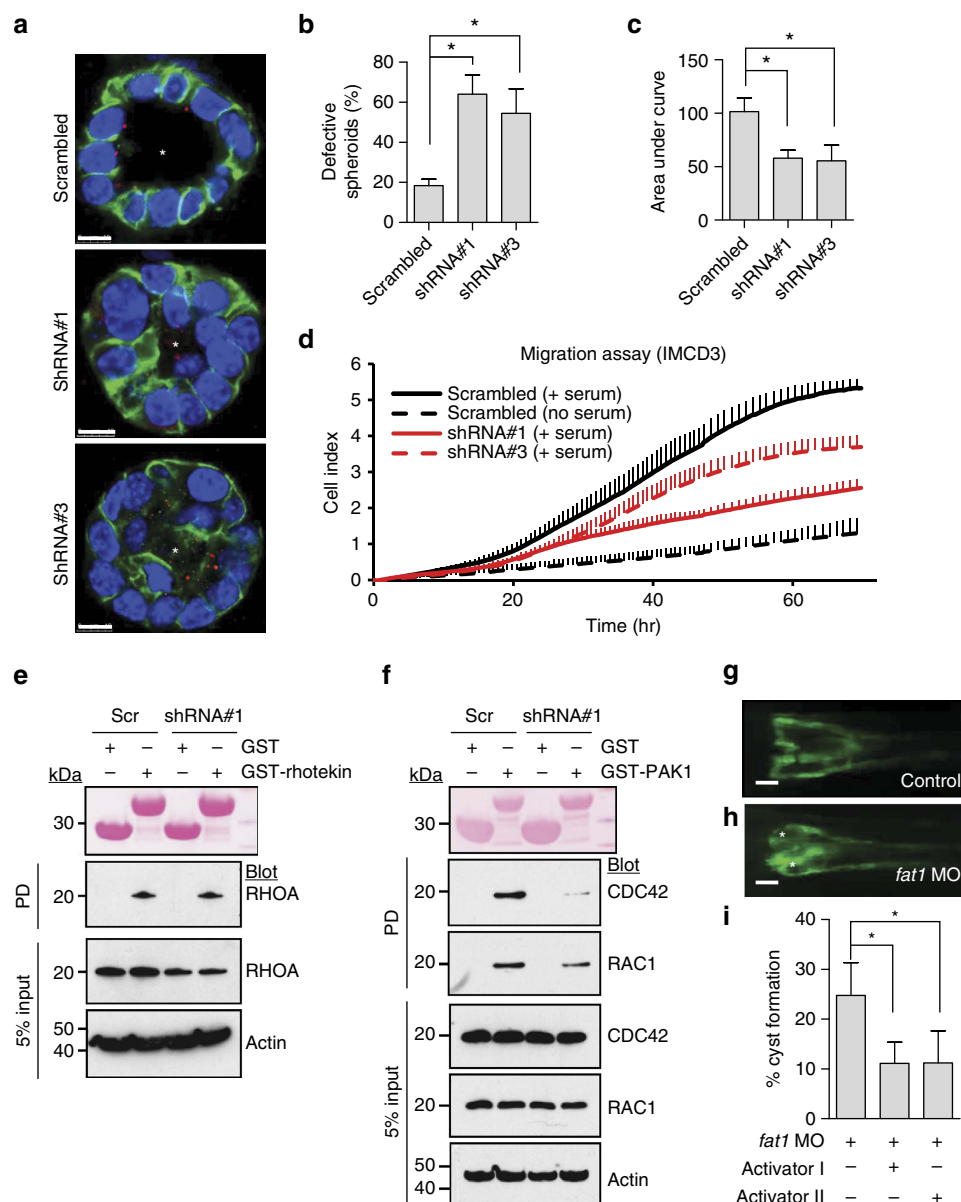 a
Scrambled
ShRNA#1
ShRNA#3
*
*
*
b
Defective
spheroids (%)
80
60
40
20
0
*
*
Scrambled
shRNA#1
shRNA#3
c
Area under curve
150
100
50
0
*
*
Scrambled
shRNA#1
shRNA#3
d
Migration assay (IMCD3)
Cell index
6
5
4
3
2
1
0
Scrambled (+ serum)
Scrambled (no serum)
shRNA#1 (+ serum)
shRNA#3 (+ serum)
0 20 40 60
Time (hr)
e
Scr shRNA#1
+ – + – GST
– + – + GST-rhotekin
kDa
30
Blot
PD
20 RHOA
5% input
20 RHOA
50
40
Actin
f
Scr shRNA#1
+ – + – GST
– + – + GST-PAK1
kDa
30
Blot
PD
20 CDC42
20 RAC1
5% input
20 CDC42
20 RAC1
50
40
Actin
g
Control
h
*
*
fat1 MO
i
% cyst formation
40
30
20
10
0
*
*
fat1 MO + + +
Activator I – + –
Activator II – – +